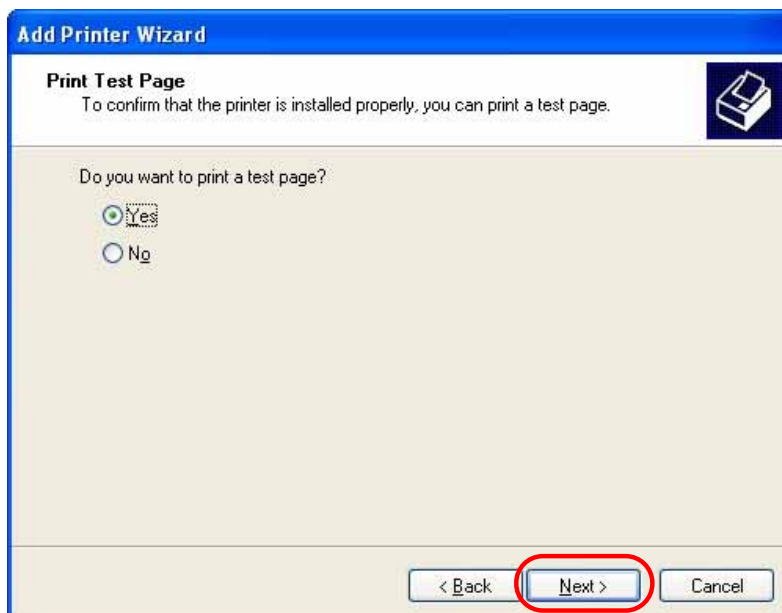 Add Printer Wizard
Print Test Page
To confirm that the printer is installed properly, you can print a test page.
Do you want to print a test page?
Yes
No
< Back
Next >
Cancel